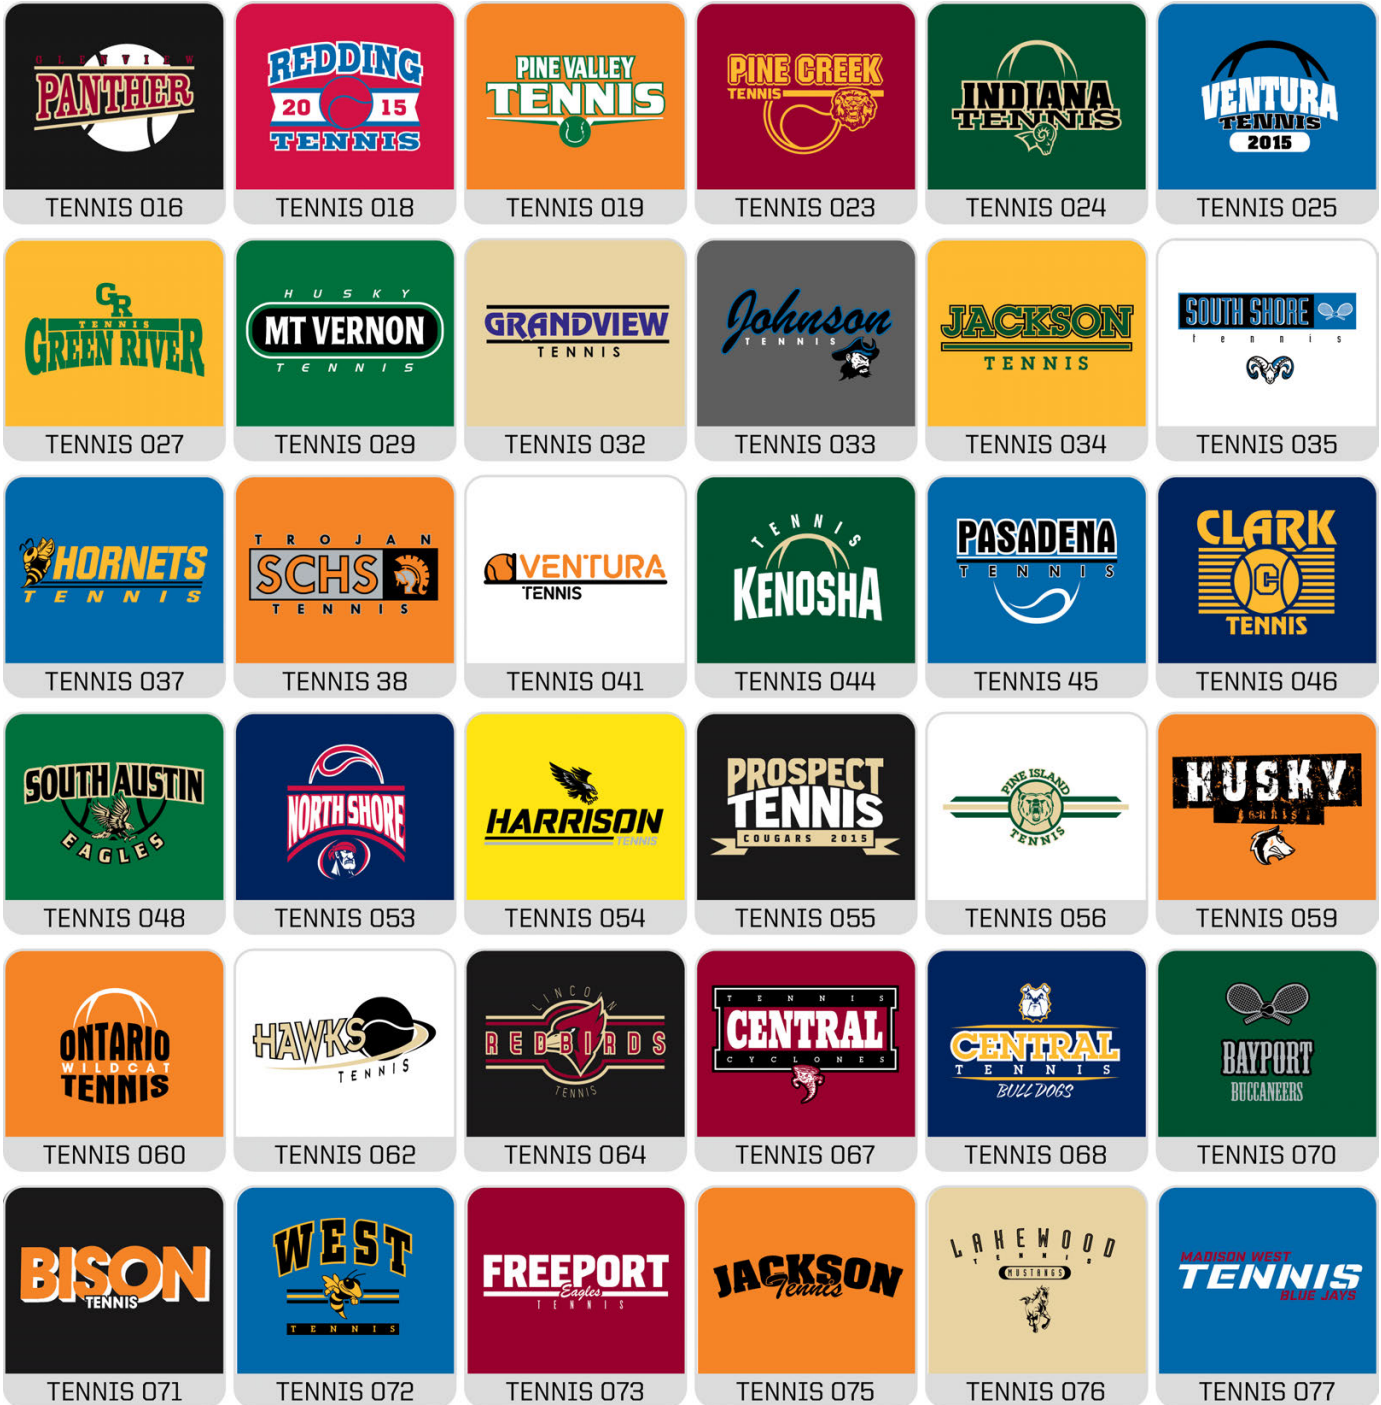 GLENVIEW
PANTHER
TENNIS 016
REDDING
20 15
TENNIS
TENNIS 018
PINE VALLEY
TENNIS
TENNIS 019
PINE CREEK
TENNIS
TENNIS 023
INDIANA
TENNIS
TENNIS 024
VENTURA
TENNIS
2015
TENNIS 025
GR
TENNIS
GREEN RIVER
TENNIS 027
HUSKY
MT VERNON
TENNIS
TENNIS 029
GRANDVIEW
TENNIS
TENNIS 032
Johnson
TENNIS
TENNIS 033
JACKSON
TENNIS
TENNIS 034
SOUTH SHORE
tennis
TENNIS 035
HORNETS
TENNIS
TENNIS 037
TROJAN
SCHS
TENNIS
TENNIS 38
VENTURA
TENNIS
TENNIS 041
TENNIS
KENOSHA
TENNIS 044
PASADENA
TENNIS
TENNIS 45
CLARK
C
TENNIS
TENNIS 046
SOUTH AUSTIN
EAGLES
TENNIS 048
NORTH SHORE
TENNIS 053
HARRISON
TENNIS
TENNIS 054
PROSPECT
TENNIS
COUGARS 2015
TENNIS 055
PINE ISLAND
TENNIS
TENNIS 056
HUSKY
tennis
TENNIS 059
ONTARIO
WILDCAT
TENNIS
TENNIS 060
HAWKS
TENNIS
TENNIS 062
LINCOLN
REDBIRDS
TENNIS
TENNIS 064
TENNIS
CENTRAL
CYCLONES
TENNIS 067
CENTRAL
TENNIS
BULLDOGS
TENNIS 068
BAYPORT
BUCCANEERS
TENNIS 070
BISON
TENNIS
TENNIS 071
WEST
TENNIS
TENNIS 072
FREEPORT
Eagles
TENNIS
TENNIS 073
JACKSON
Tennis
TENNIS 075
LAKEWOOD
TENNIS
MUSTANGS
TENNIS 076
MADISON WEST
TENNIS
BLUE JAYS
TENNIS 077